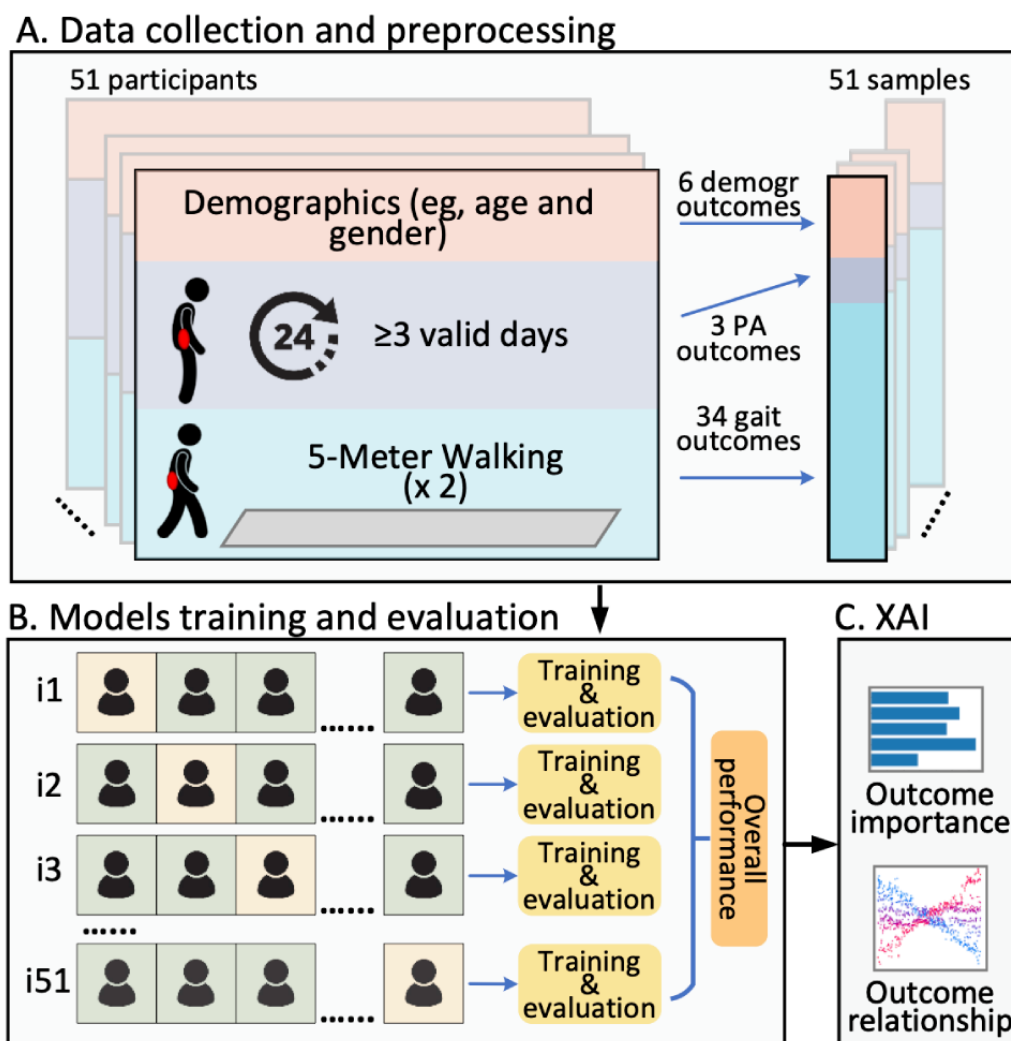 A. Data collection and preprocessing
51 participants
51 samples
Demographics (eg, age and
gender)
6 demogr
outcomes
24
≥3 valid days
3 PA
outcomes
5-Meter Walking
(x 2)
34 gait
outcomes
B. Models training and evaluation
i1
......
Training
&
evaluation
i2
......
Training
&
evaluation
i3
......
Training
&
evaluation
......
i51
......
Training
&
evaluation
Overall
performance
C. XAI
Outcome
importance
Outcome
relationship